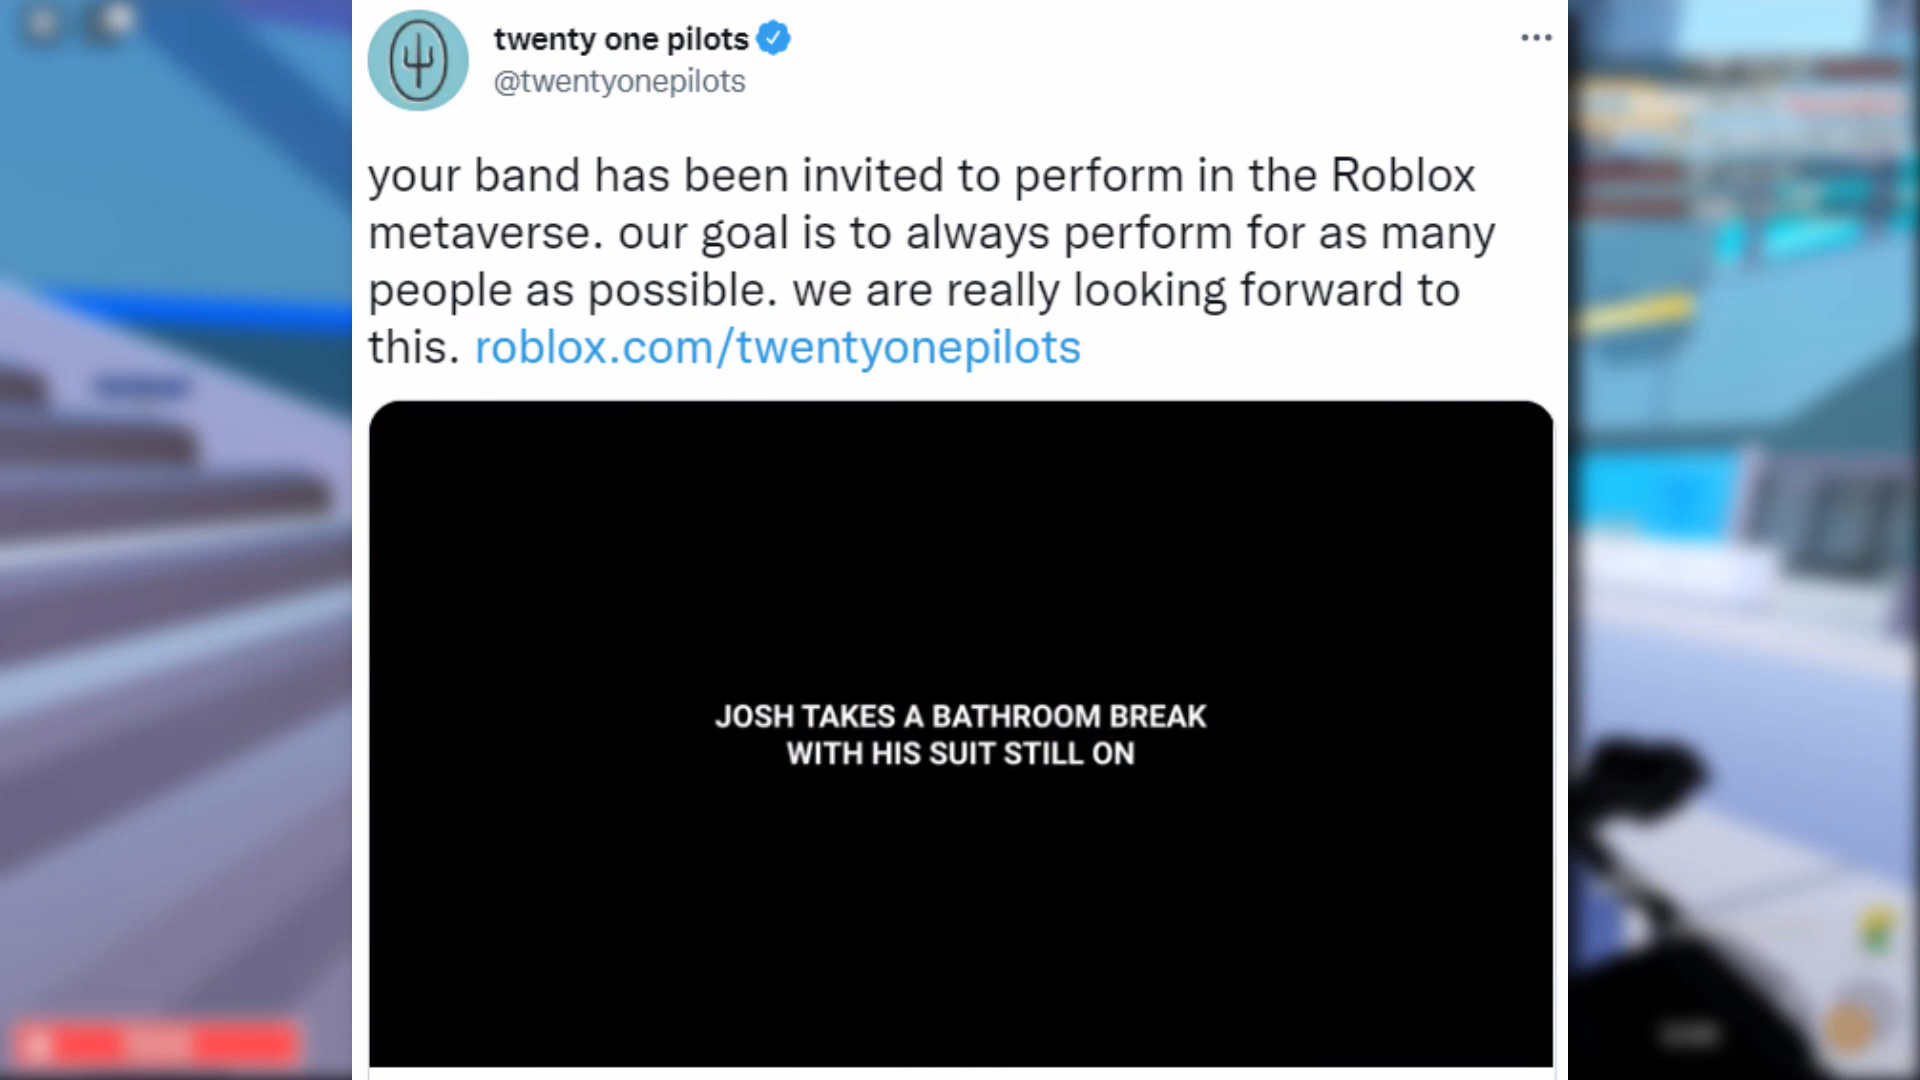 twenty one pilots
@twentyonepilots
your band has been invited to perform in the Roblox
metaverse. our goal is to always perform for as many
people as possible. we are really looking forward to
this. roblox.com/twentyonepilots
JOSH TAKES A BATHROOM BREAK
WITH HIS SUIT STILL ON